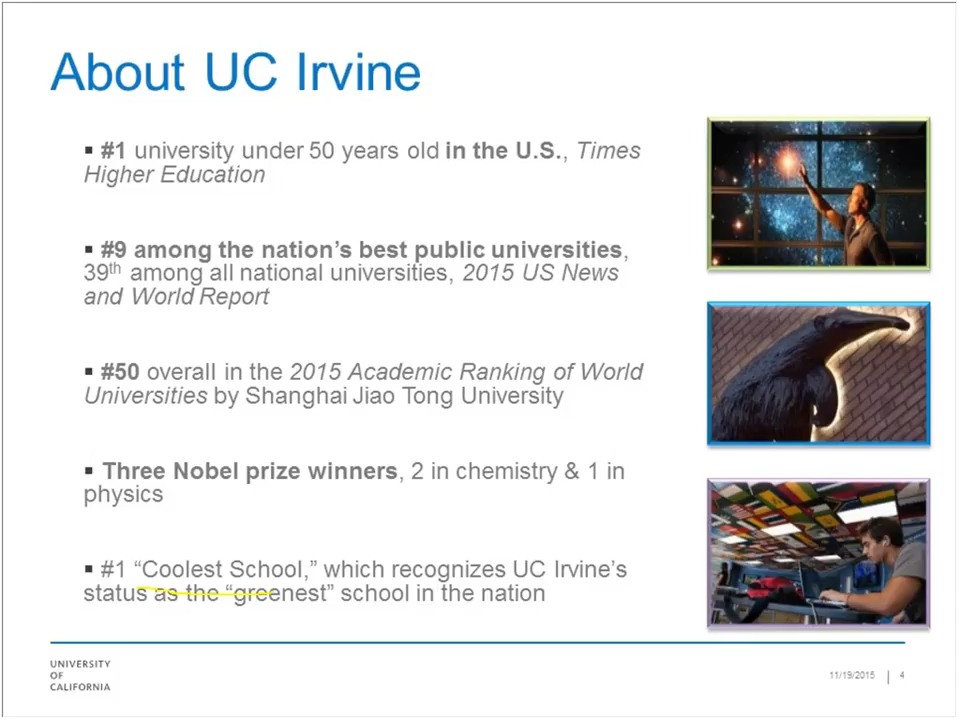 About UC Irvine
▪ #1 university under 50 years old in the U.S., Times
Higher Education
▪ #9 among the nation's best public universities,
39th among all national universities, 2015 US News
and World Report
▪ #50 overall in the 2015 Academic Ranking of World
Universities by Shanghai Jiao Tong University
▪ Three Nobel prize winners, 2 in chemistry & 1 in
physics
▪ #1 “Coolest School,” which recognizes UC Irvine's
status as the “greenest” school in the nation
UNIVERSITY
OF
CALIFORNIA
11/19/2015 | 4